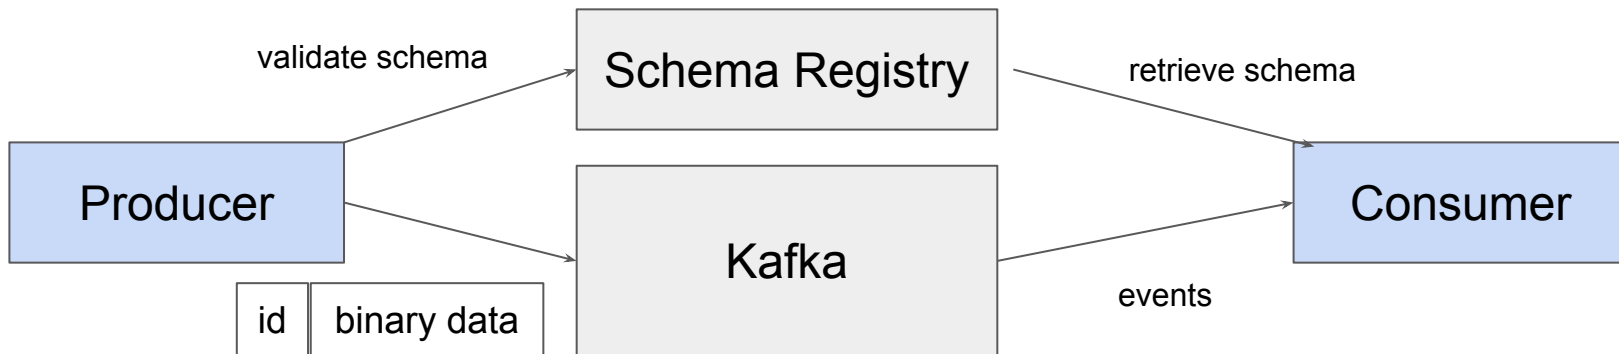 validate schema
Schema Registry
retrieve schema
Producer
Kafka
Consumer
id
binary data
events